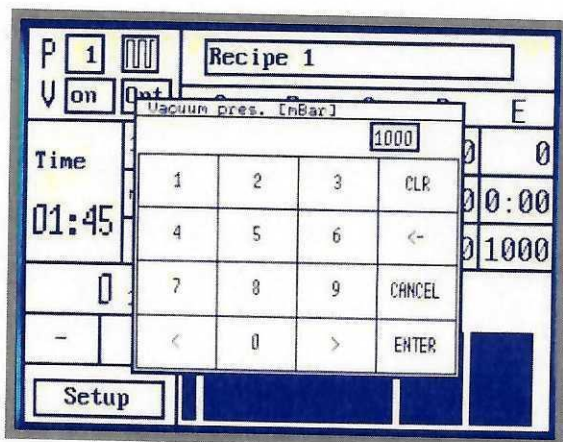 P 1 Recipe 1
V on Opt E
Vacuum pres. [mBar]
1000
Time
01:45
1 2 3 CLR
4 5 6 <-
7 8 9 CANCEL
< 0 > ENTER
0
0:00
1000
0
-
Setup